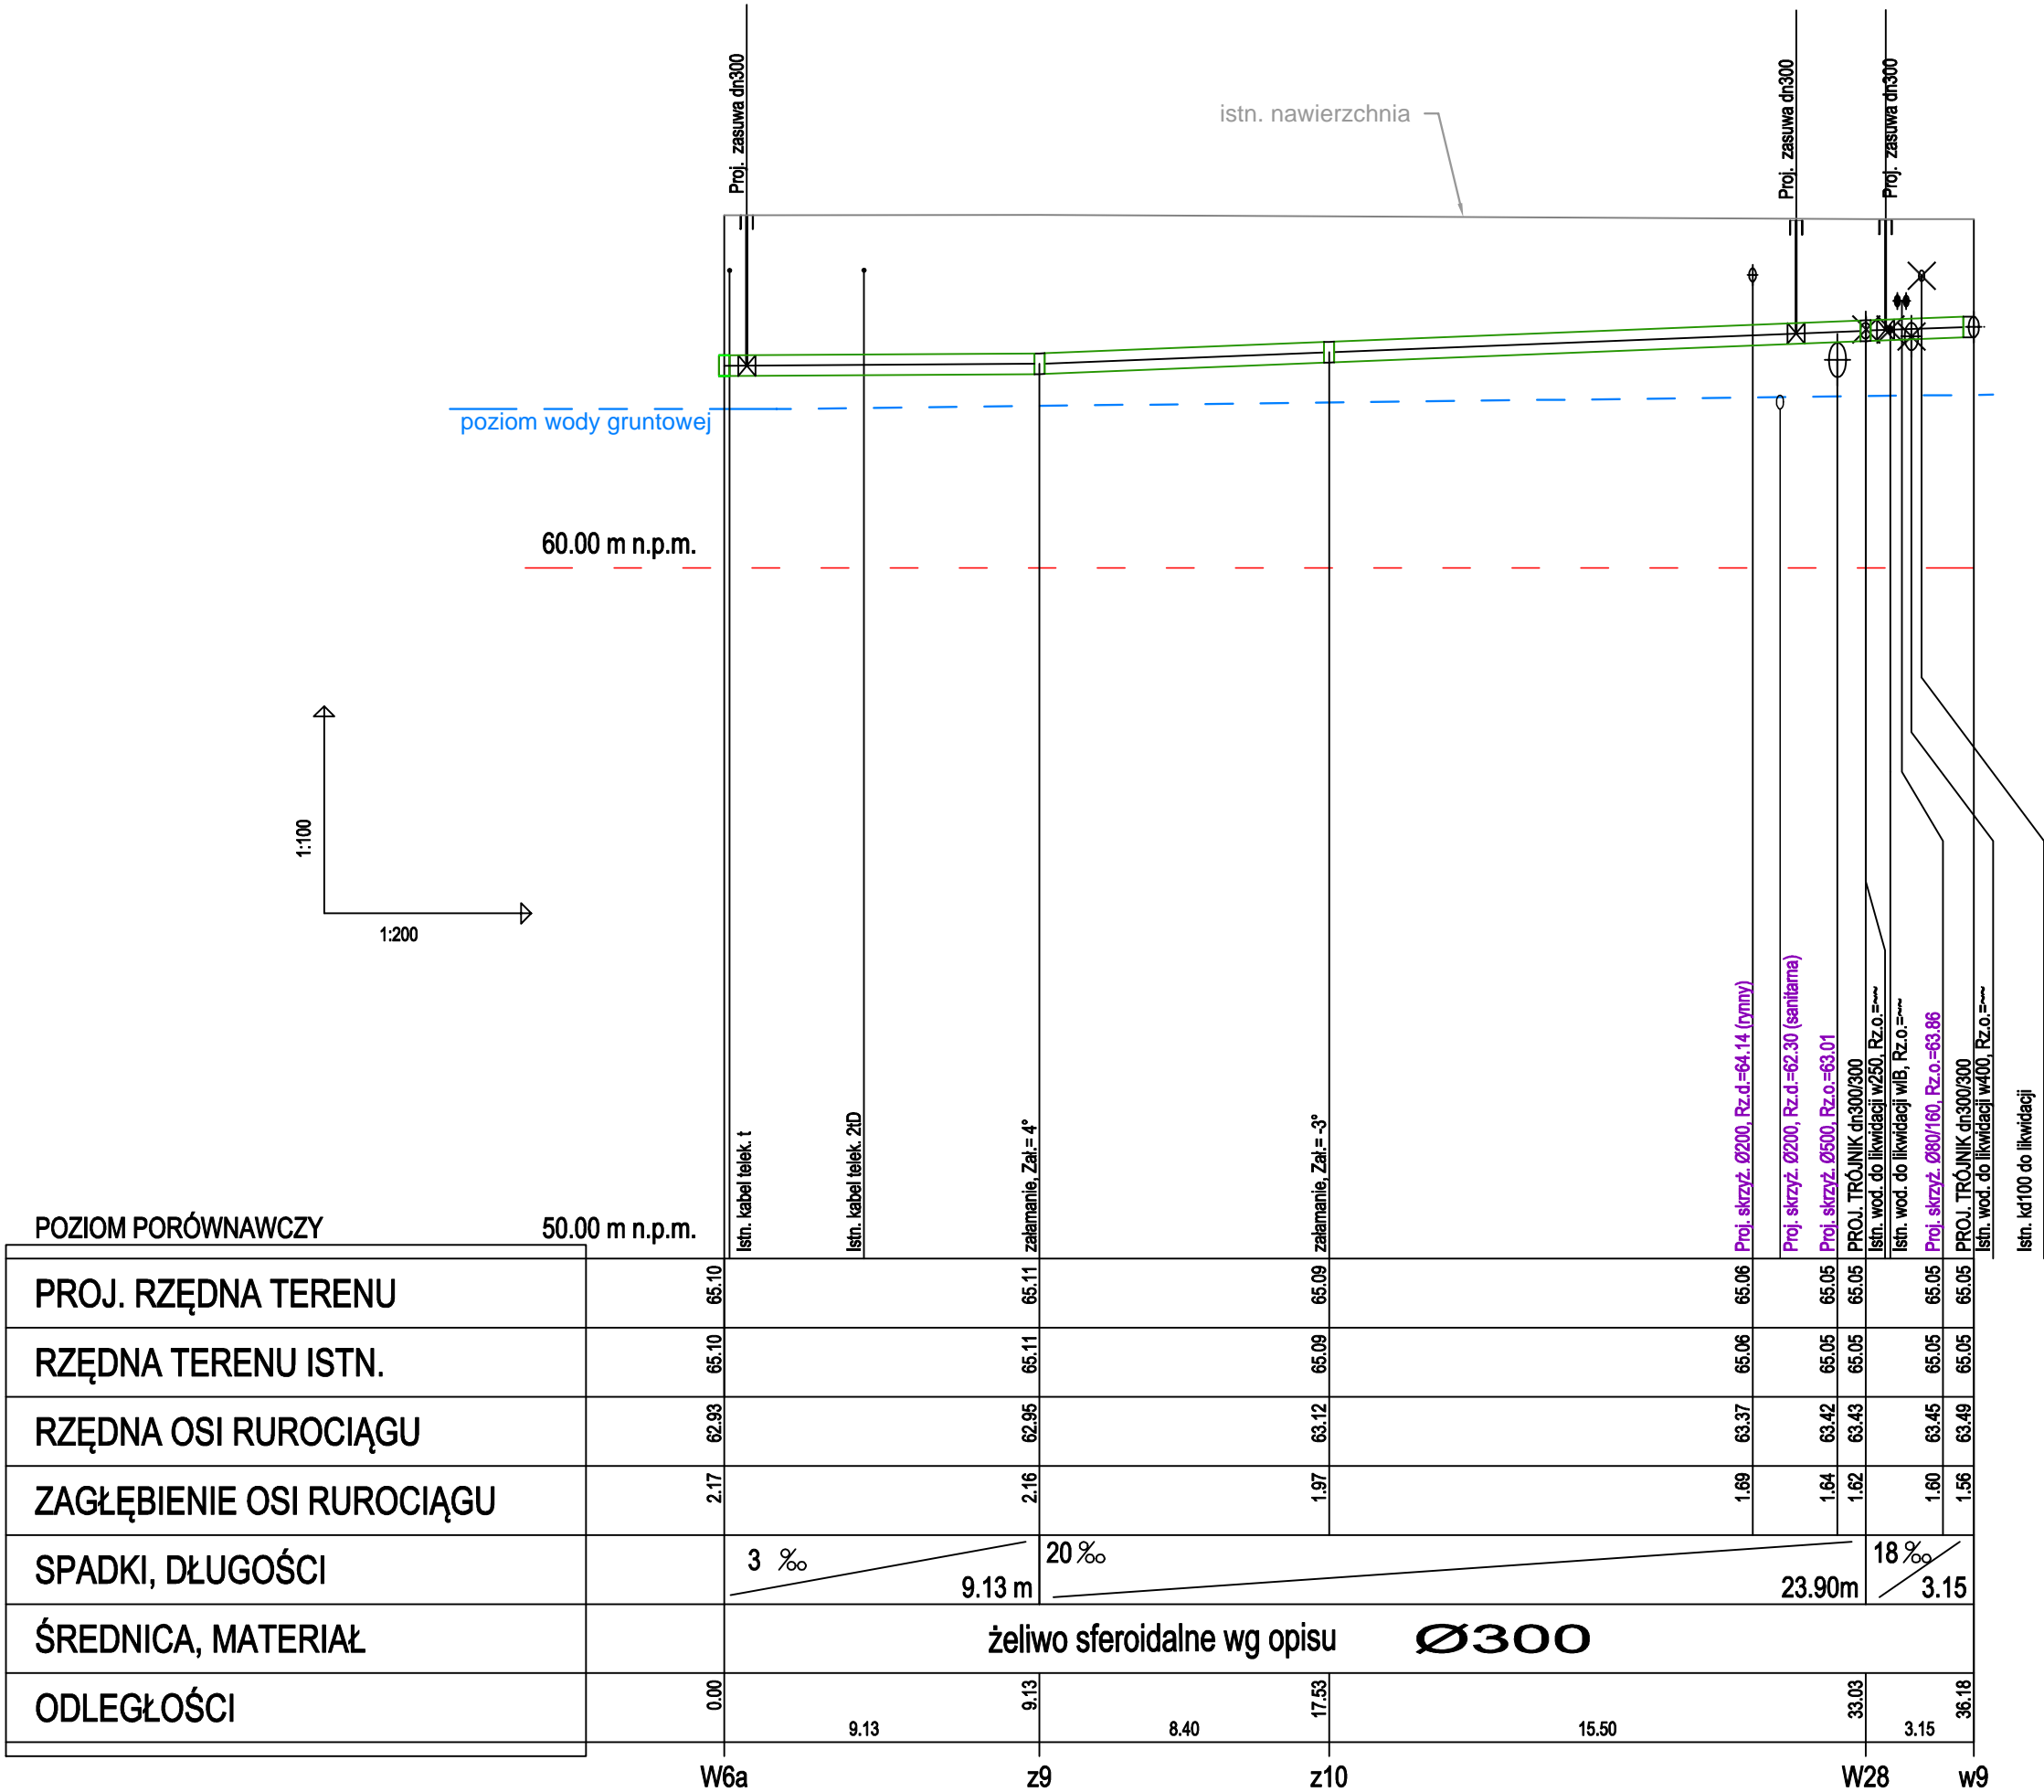 Proj. zasuwa dn300
Proj. zasuwa dn300
Proj. zasuwa dn300
istn. nawierzchnia
poziom wody gruntowej
60.00 m n.p.m.
1:100
1:200
Istn. kabel telek. t
Istn. kabel telek. 2tD
załamanie, Zał.= 4°
załamanie, Zał.= -3°
Proj. skrzyż. Ø200, Rz.d.=64.14 (rynny)
Proj. skrzyż. Ø200, Rz.d.=62.30 (sanitarna)
Proj. skrzyż. Ø500, Rz.o.=63.01
PROJ. TRÓJNIK dn300/300
Istn. wod. do likwidacji w250, Rz.o.=~~
Istn. wod. do likwidacji wIB, Rz.o.=~~
Proj. skrzyż. Ø80/160, Rz.o.=63.86
PROJ. TRÓJNIK dn300/300
Istn. wod. do likwidacji w400, Rz.o.=~~
Istn. kd100 do likwidacji
POZIOM PORÓWNAWCZY 50.00 m n.p.m.
PROJ. RZĘDNA TERENU 65.10 65.11 65.09 65.06 65.05 65.05 65.05 65.05
RZĘDNA TERENU ISTN. 65.10 65.11 65.09 65.06 65.05 65.05 65.05 65.05
RZĘDNA OSI RUROCIĄGU 62.93 62.95 63.12 63.37 63.42 63.43 63.45 63.49
ZAGŁĘBIENIE OSI RUROCIĄGU 2.17 2.16 1.97 1.69 1.64 1.62 1.60 1.56
SPADKI, DŁUGOŚCI 3 ‰ 9.13 m 20 ‰ 23.90m 18 ‰ 3.15
ŚREDNICA, MATERIAŁ żeliwo sferoidalne wg opisu Ø300
ODLEGŁOŚCI 0.00 9.13 17.53 33.03 36.18
9.13 8.40 15.50 3.15
W6a z9 z10 W28 w9